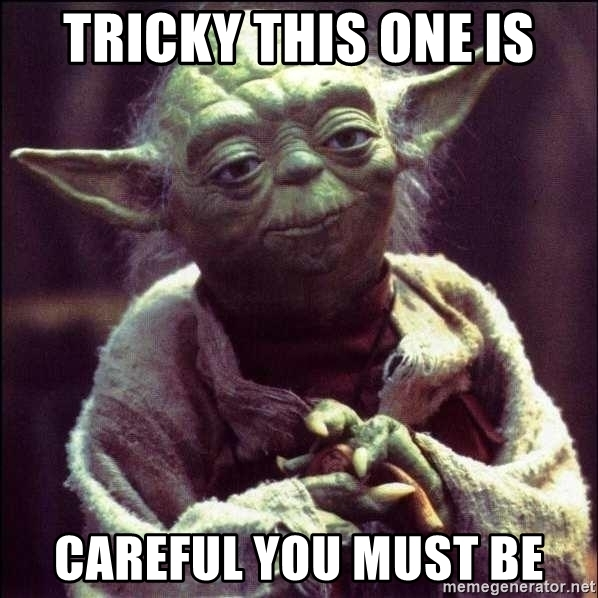 TRICKY THIS ONE IS
CAREFUL YOU MUST BE
memegenerator.net